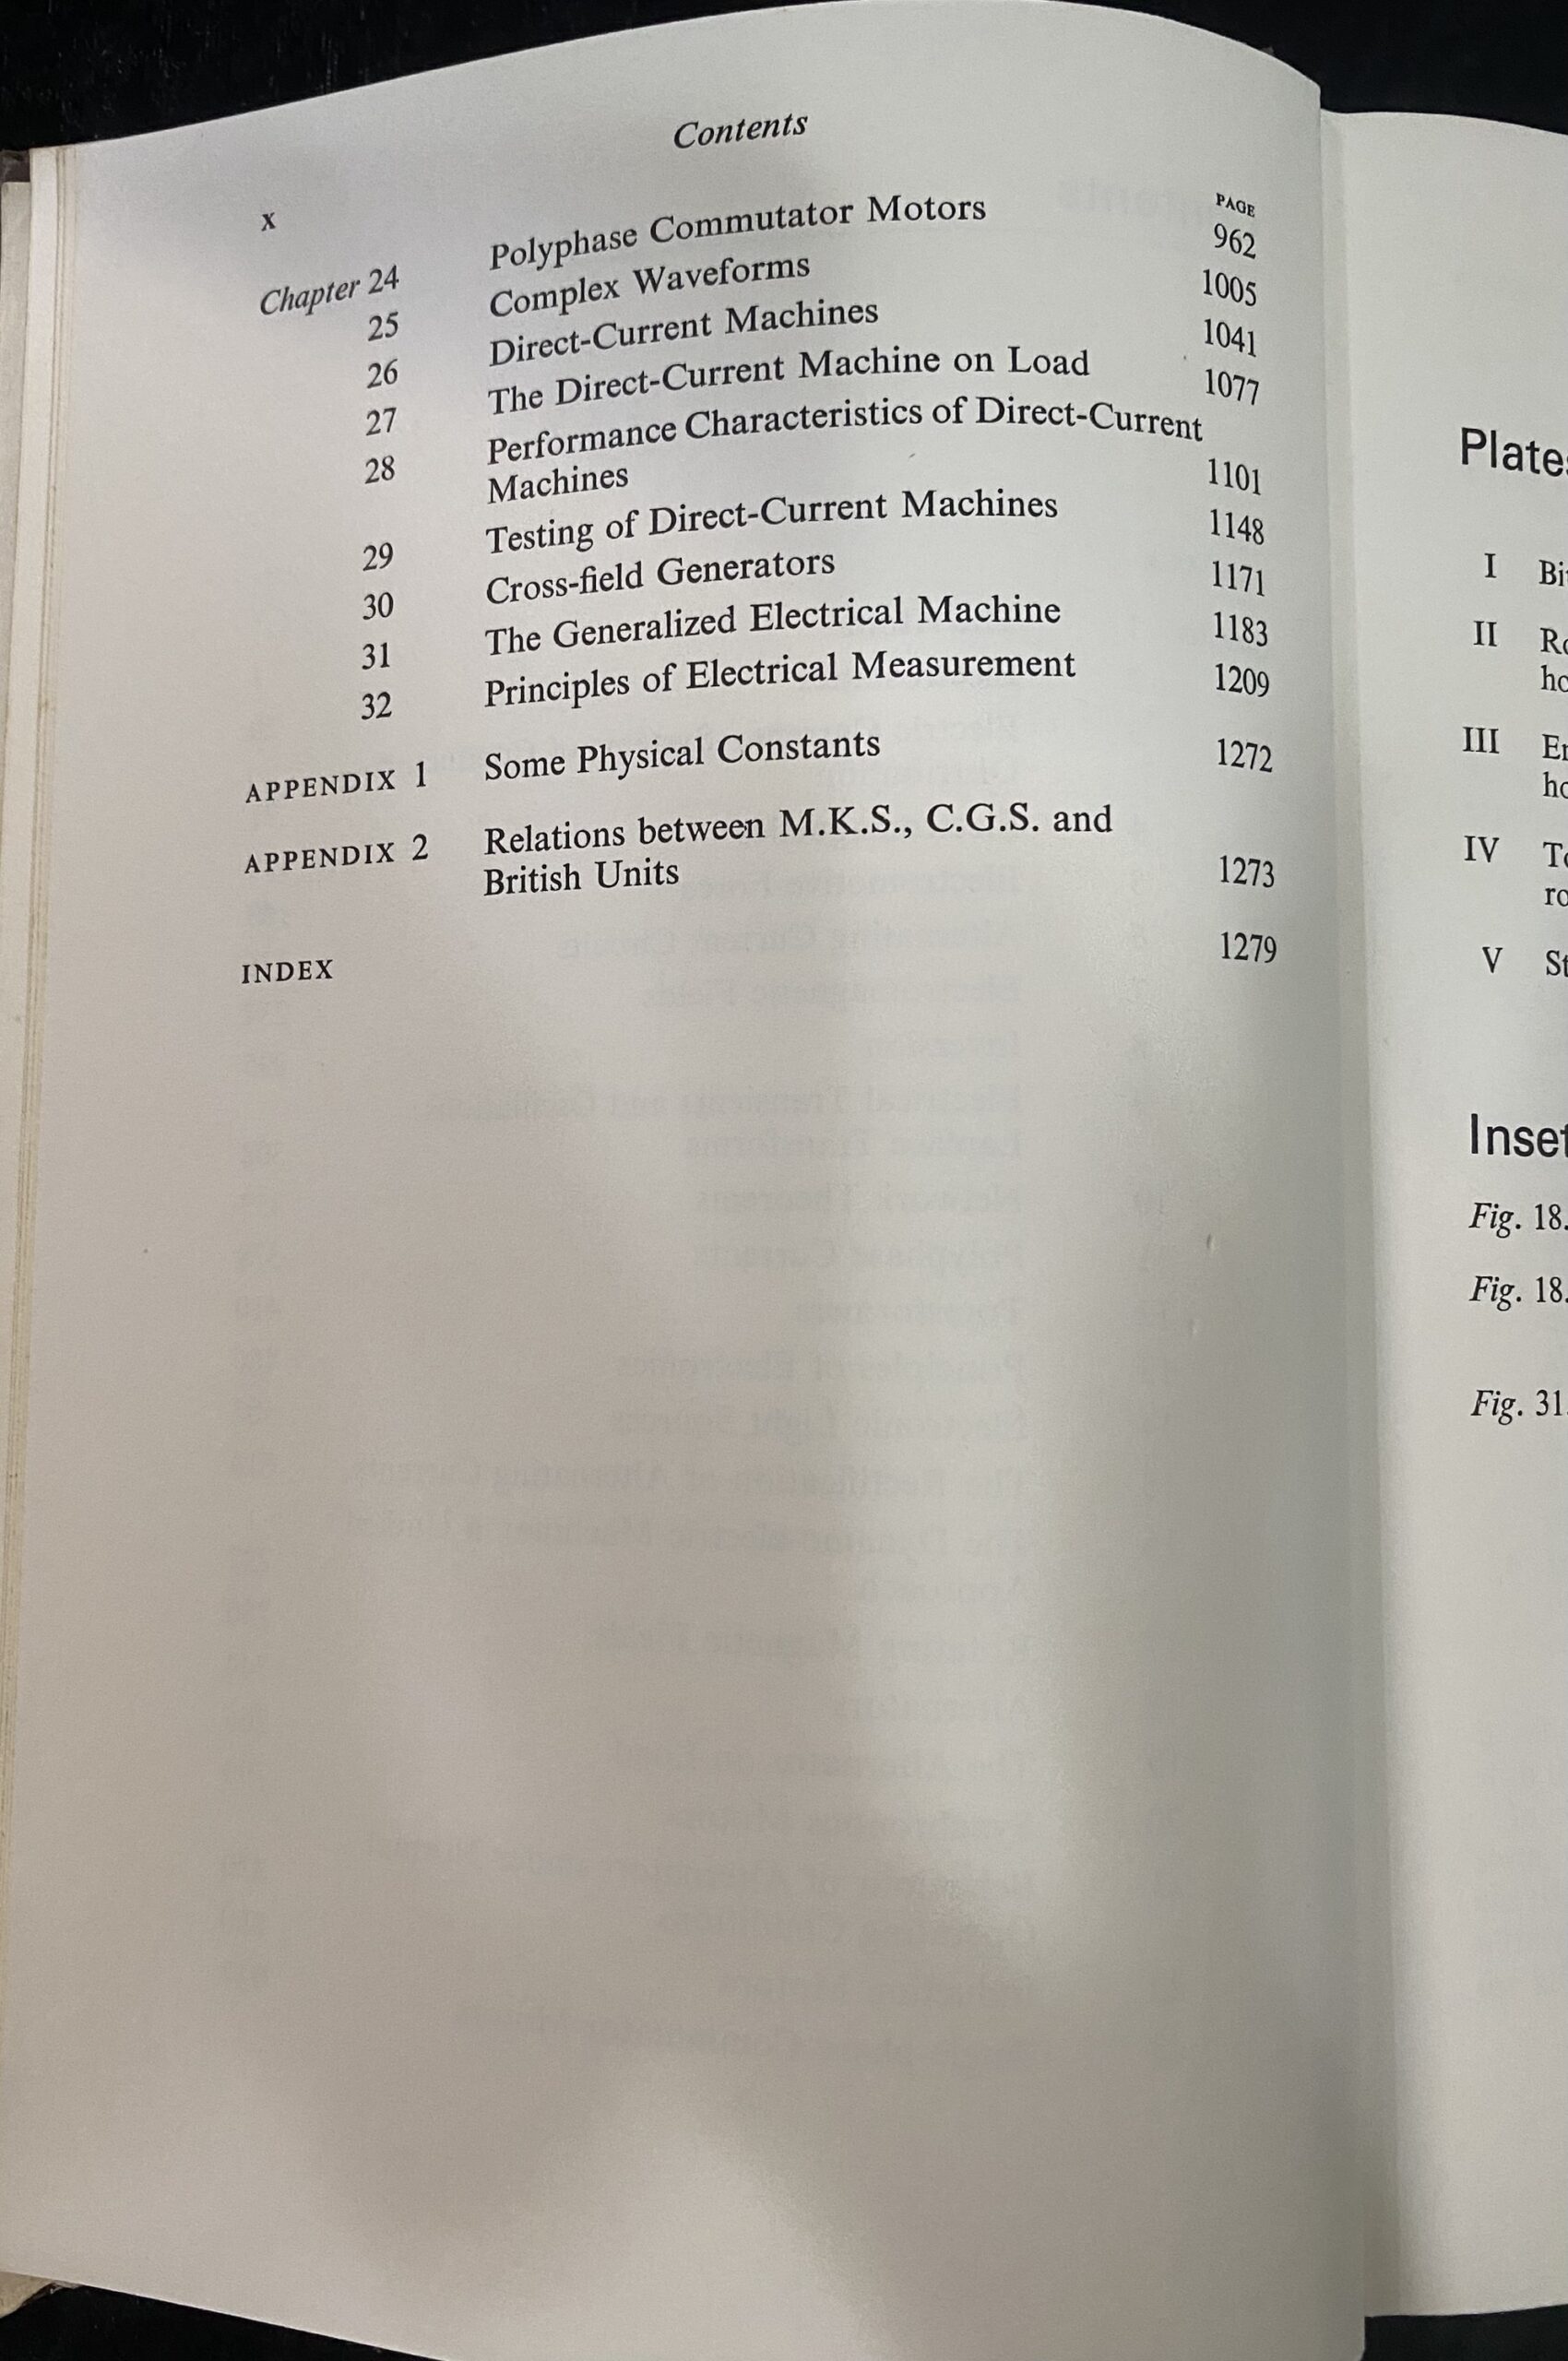 Contents
x
PAGE
Chapter 24 Polyphase Commutator Motors 962
25 Complex Waveforms 1005
26 Direct-Current Machines 1041
27 The Direct-Current Machine on Load 1077
28 Performance Characteristics of Direct-Current
Machines 1101
29 Testing of Direct-Current Machines 1148
30 Cross-field Generators 1171
31 The Generalized Electrical Machine 1183
32 Principles of Electrical Measurement 1209
APPENDIX 1 Some Physical Constants 1272
APPENDIX 2 Relations between M.K.S., C.G.S. and
British Units 1273
INDEX 1279
Plate
I
II
III
IV
V
Inset
Fig. 18.
Fig. 18.
Fig. 31.